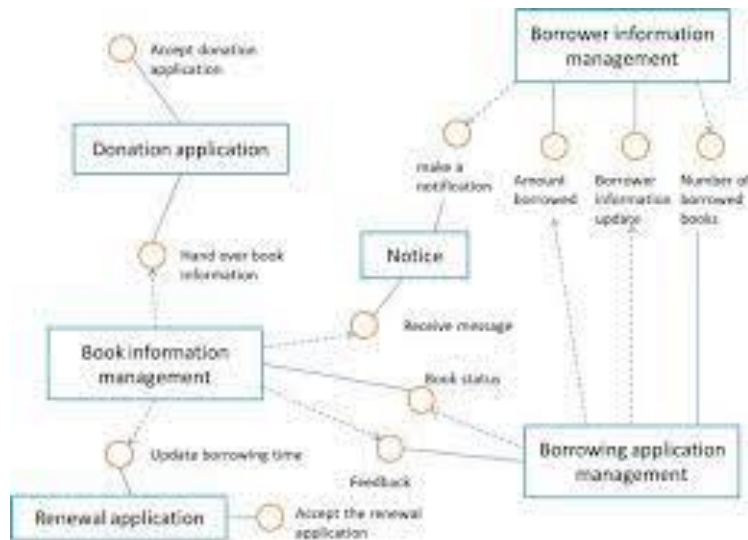 Accept donation
application
Borrower information
management
Donation application
make a
notification
Amount
borrowed
Borrower
information
update
Number of
borrowed
books
Hand over book
information
Notice
Receive message
Book information
management
Book status
Update borrowing time
Feedback
Borrowing application
management
Renewal application
Accept the renewal
application